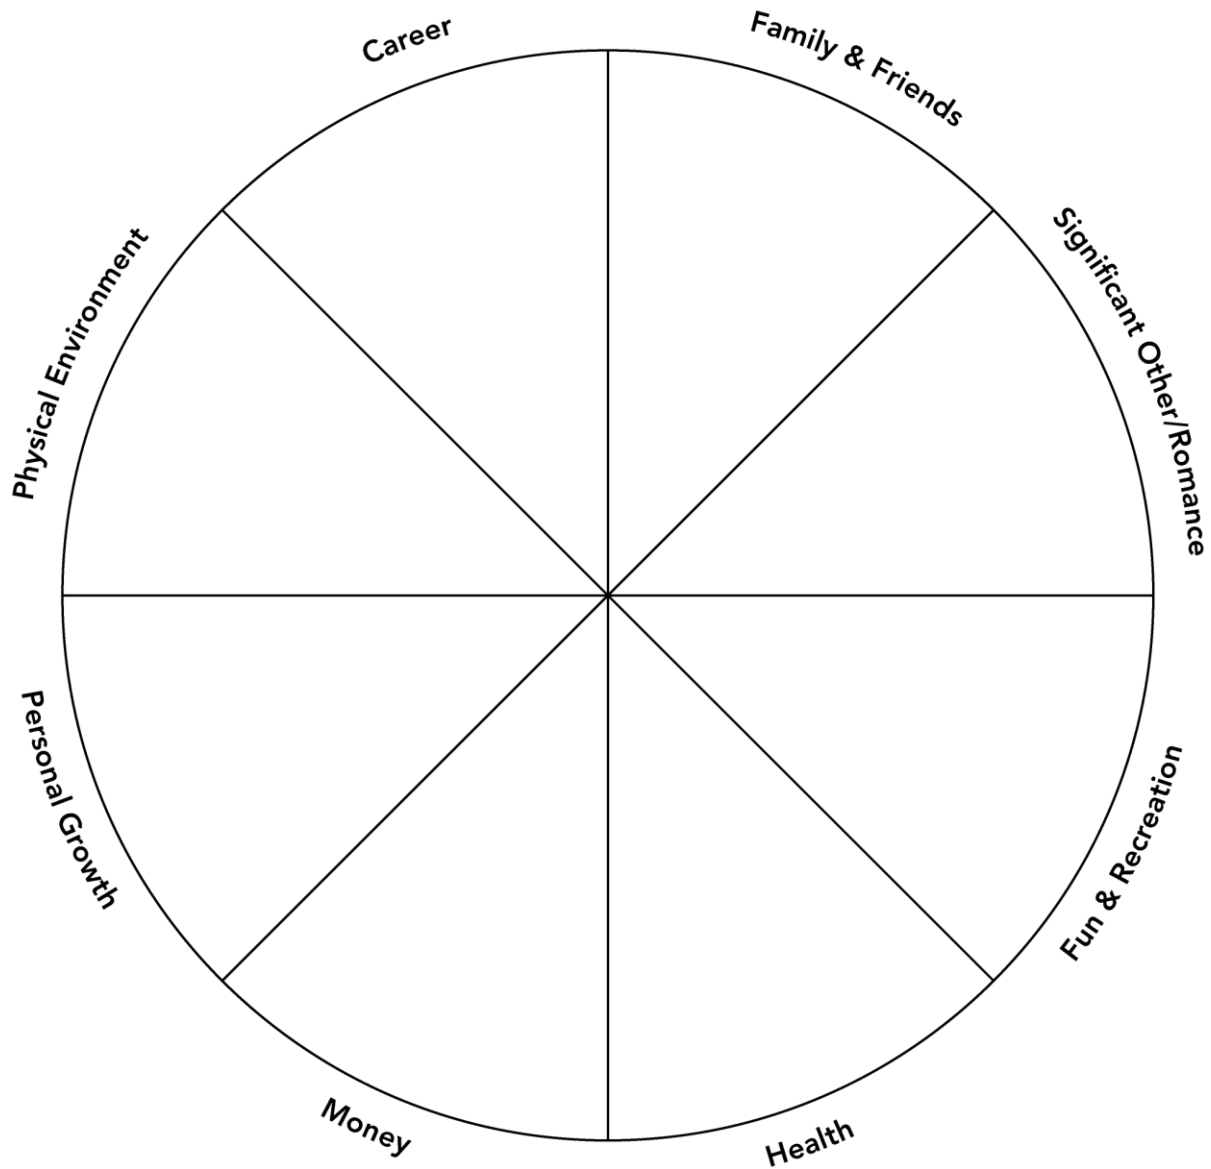 Career
Family & Friends
Significant Other/Romance
Fun & Recreation
Health
Money
Personal Growth
Physical Environment